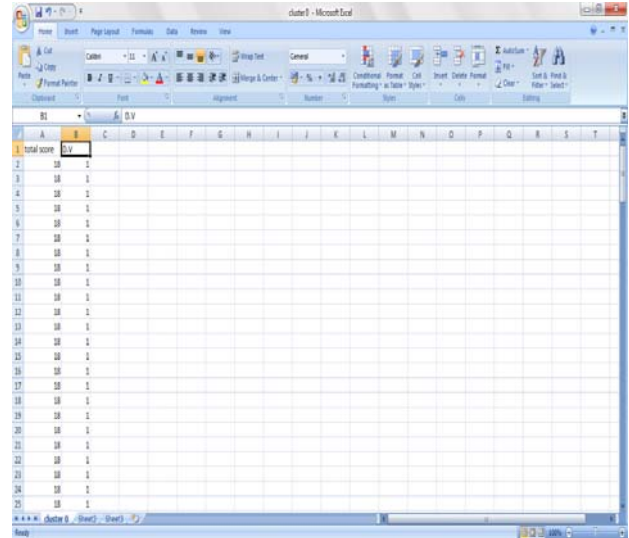 cluster 0 - Microsoft Excel
Home Insert Page Layout Formulas Data Review View
Cut Calibri 11 Wrap Text General Σ AutoSum
Copy Fill
Paste Format Painter B I U Merge & Center % , Conditional Format Cell Insert Delete Format Clear Sort & Find &
Formatting as Table Styles Filter Select
Clipboard Font Alignment Number Styles Cells Editing
B1 fx D.V
A B C D E F G H I J K L M N O P Q R S T
1 total score D.V
2 18 1
3 18 1
4 18 1
5 18 1
6 18 1
7 18 1
8 18 1
9 18 1
10 18 1
11 18 1
12 18 1
13 18 1
14 18 1
15 18 1
16 18 1
17 18 1
18 18 1
19 18 1
20 18 1
21 18 1
22 18 1
23 18 1
24 18 1
25 18 1
cluster 0 Sheet2 Sheet3
Ready 100%